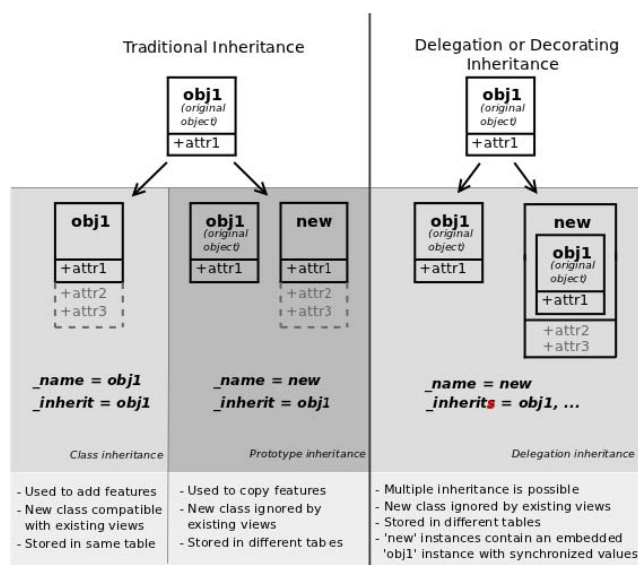 Traditional Inheritance
Delegation or Decorating
Inheritance
obj1
(original
object)
+attr1
obj1
(original
object)
+attr1
obj1
+attr1
+attr2
+attr3
_name = obj1
_inherit = obj1
Class inheritance
obj1
(original
object)
+attr1
new
+attr1
+attr2
+attr3
_name = new
_inherit = obj1
Prototype inheritance
obj1
(original
object)
+attr1
new
obj1
(original
object)
+attr1
+attr2
+attr3
_name = new
_inherits = obj1, ...
Delegation inheritance
- Used to add features
- New class compatible
with existing views
- Stored in same table
- Used to copy features
- New class ignored by
existing views
- Stored in different tables
- Multiple inheritance is possible
- New class ignored by existing views
- Stored in different tables
- 'new' instances contain an embedded
'obj1' instance with synchronized values